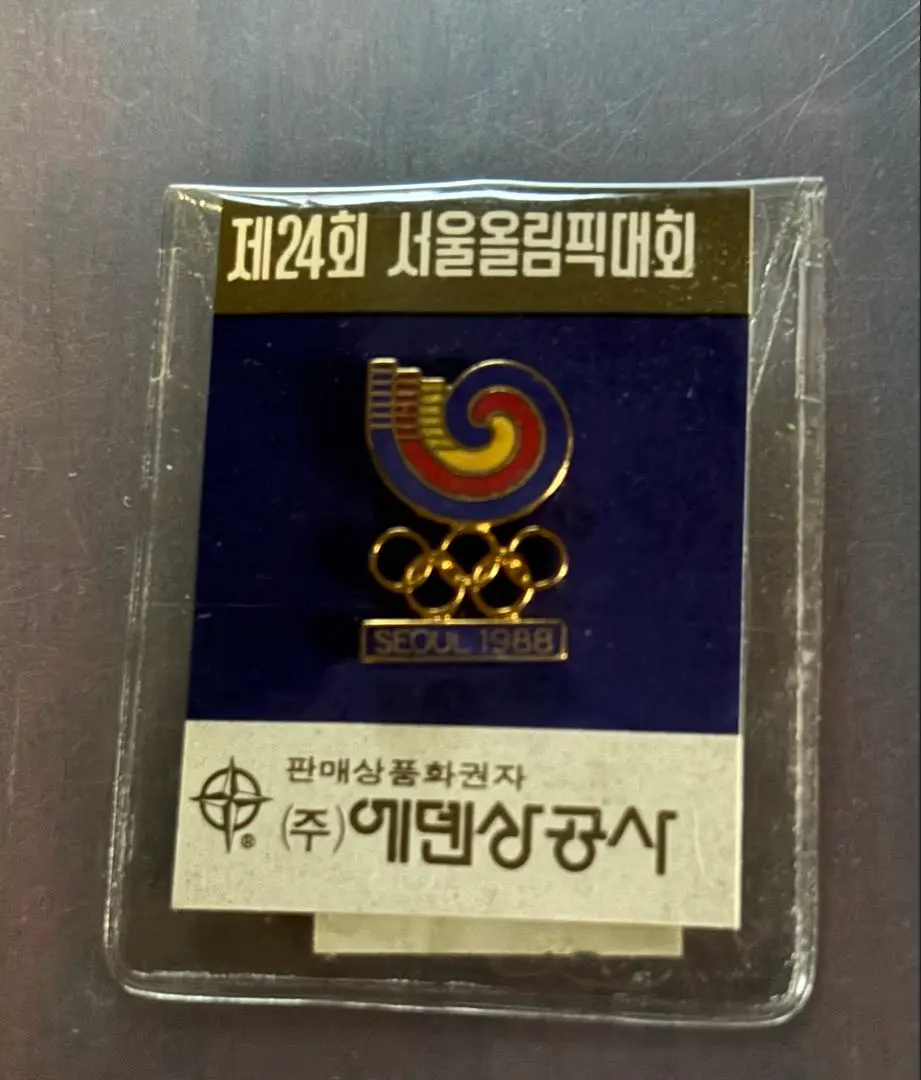 제24회 서울올림픽대회
SEOUL 1988
판매상품화권자
®
(주)에덴상공사